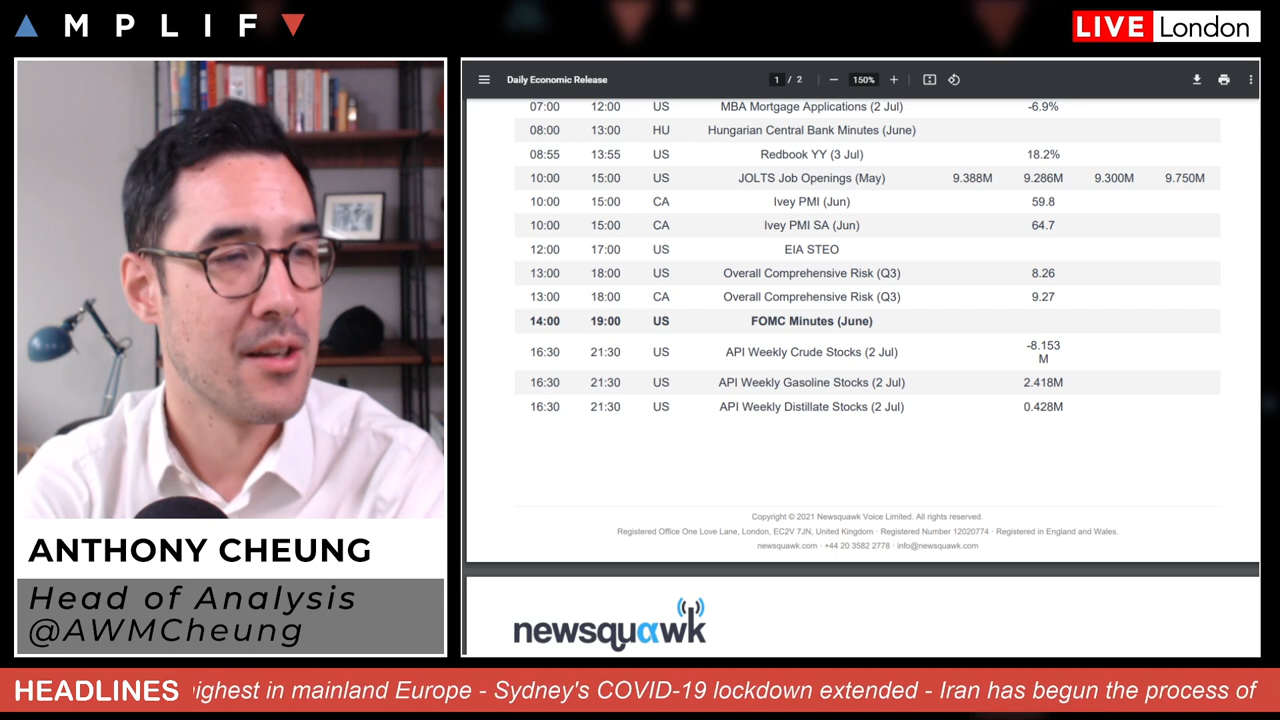 MPLIF
LIVE London
Daily Economic Release
1 / 2
150%
07:00 12:00 US MBA Mortgage Applications (2 Jul) -6.9%
08:00 13:00 HU Hungarian Central Bank Minutes (June)
08:55 13:55 US Redbook YY (3 Jul) 18.2%
10:00 15:00 US JOLTS Job Openings (May) 9.388M 9.286M 9.300M 9.750M
10:00 15:00 CA Ivey PMI (Jun) 59.8
10:00 15:00 CA Ivey PMI SA (Jun) 64.7
12:00 17:00 US EIA STEO
13:00 18:00 US Overall Comprehensive Risk (Q3) 8.26
13:00 18:00 CA Overall Comprehensive Risk (Q3) 9.27
14:00 19:00 US FOMC Minutes (June)
16:30 21:30 US API Weekly Crude Stocks (2 Jul) -8.153
M
16:30 21:30 US API Weekly Gasoline Stocks (2 Jul) 2.418M
16:30 21:30 US API Weekly Distillate Stocks (2 Jul) 0.428M
Copyright © 2021 Newsquawk Voice Limited. All rights reserved.
Registered Office One Love Lane, London, EC2V 7JN, United Kingdom · Registered Number 12020774 · Registered in England and Wales.
newsquawk.com · +44 20 3582 2778 · info@newsquawk.com
newsquawk
ANTHONY CHEUNG
Head of Analysis
@AWMCheung
HEADLINES ighest in mainland Europe - Sydney's COVID-19 lockdown extended - Iran has begun the process of